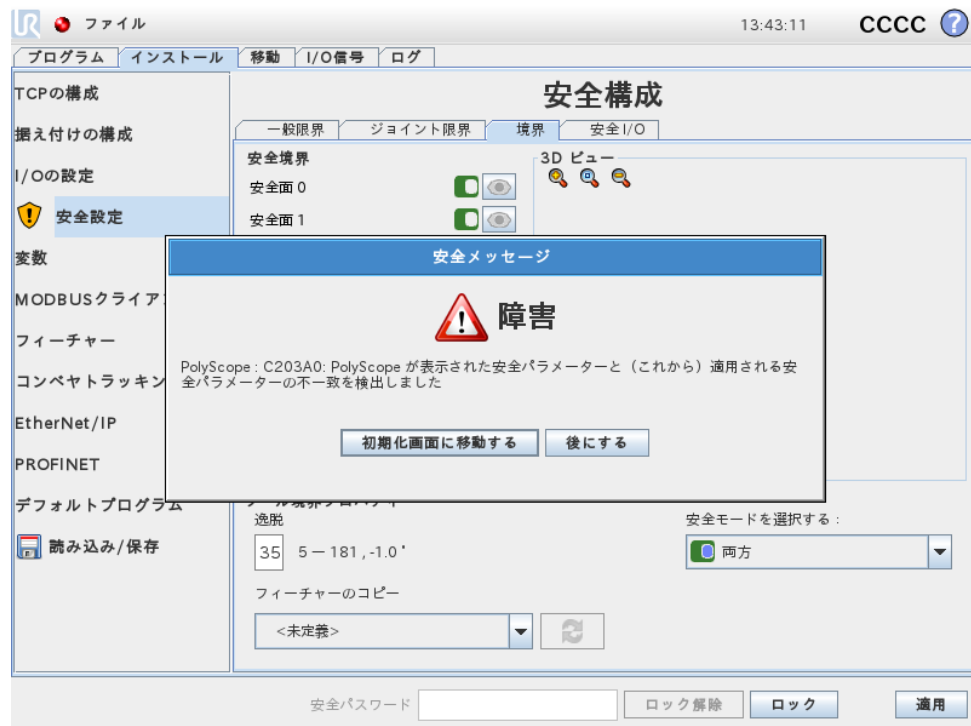 UR ファイル 13:43:11 CCCC ?
プログラム インストール 移動 I/O信号 ログ
TCPの構成
据え付けの構成
I/Oの設定
安全設定
変数
MODBUSクライア
フィーチャー
コンベヤトラッキン
EtherNet/IP
PROFINET
デフォルトプログラム
読み込み/保存
安全構成
一般限界 ジョイント限界 境界 安全I/O
安全境界
安全面 0
安全面 1
3D ビュー
安全メッセージ
障害
PolyScope : C203A0: PolyScope が表示された安全パラメーターと（これから）適用される安
全パラメーターの不一致を検出しました
初期化画面に移動する 後にする
逸脱
35 5 — 181 , -1.0 °
安全モードを選択する :
両方
フィーチャーのコピー
<未定義>
安全パスワード ロック解除 ロック 適用